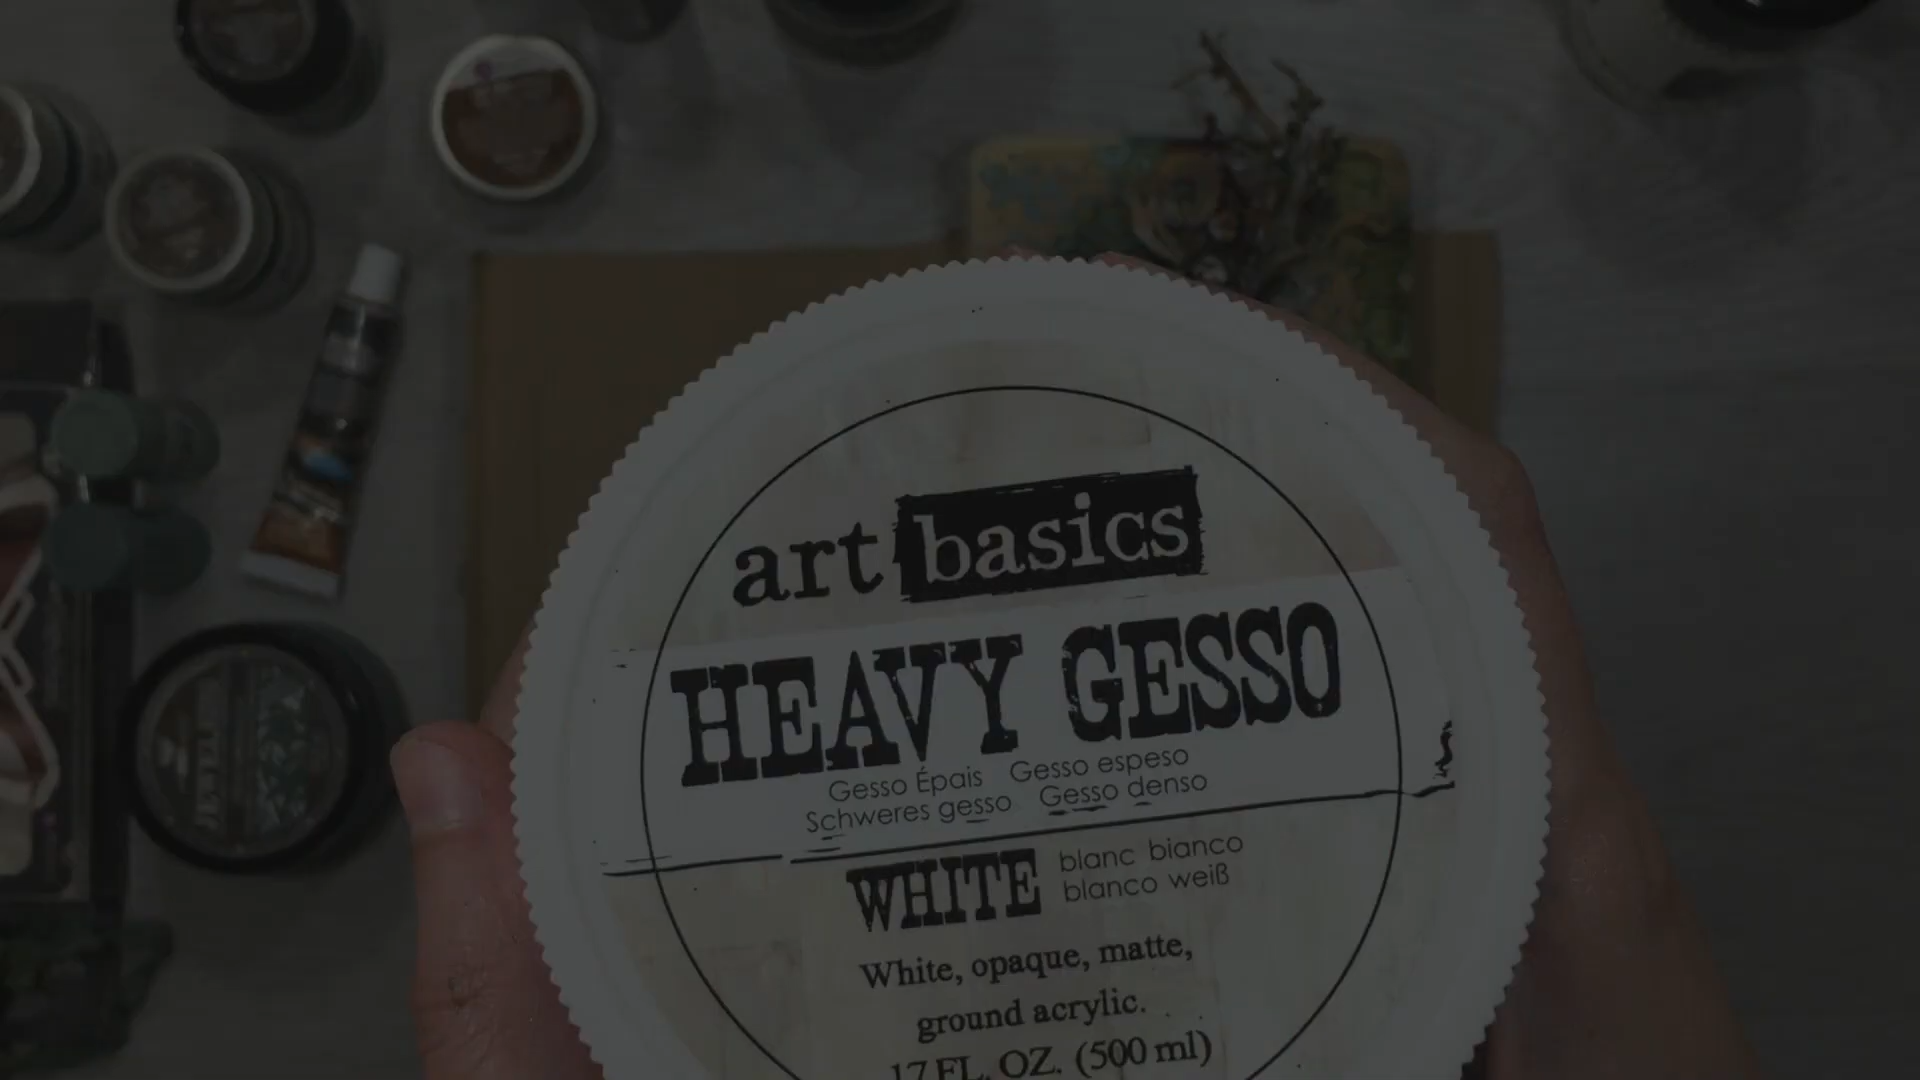 art basics
HEAVY GESSO
Gesso Épais Gesso espeso
Schweres gesso Gesso denso
WHITE blanc bianco
blanco weiß
White, opaque, matte,
ground acrylic.
17 FL. OZ. (500 ml)